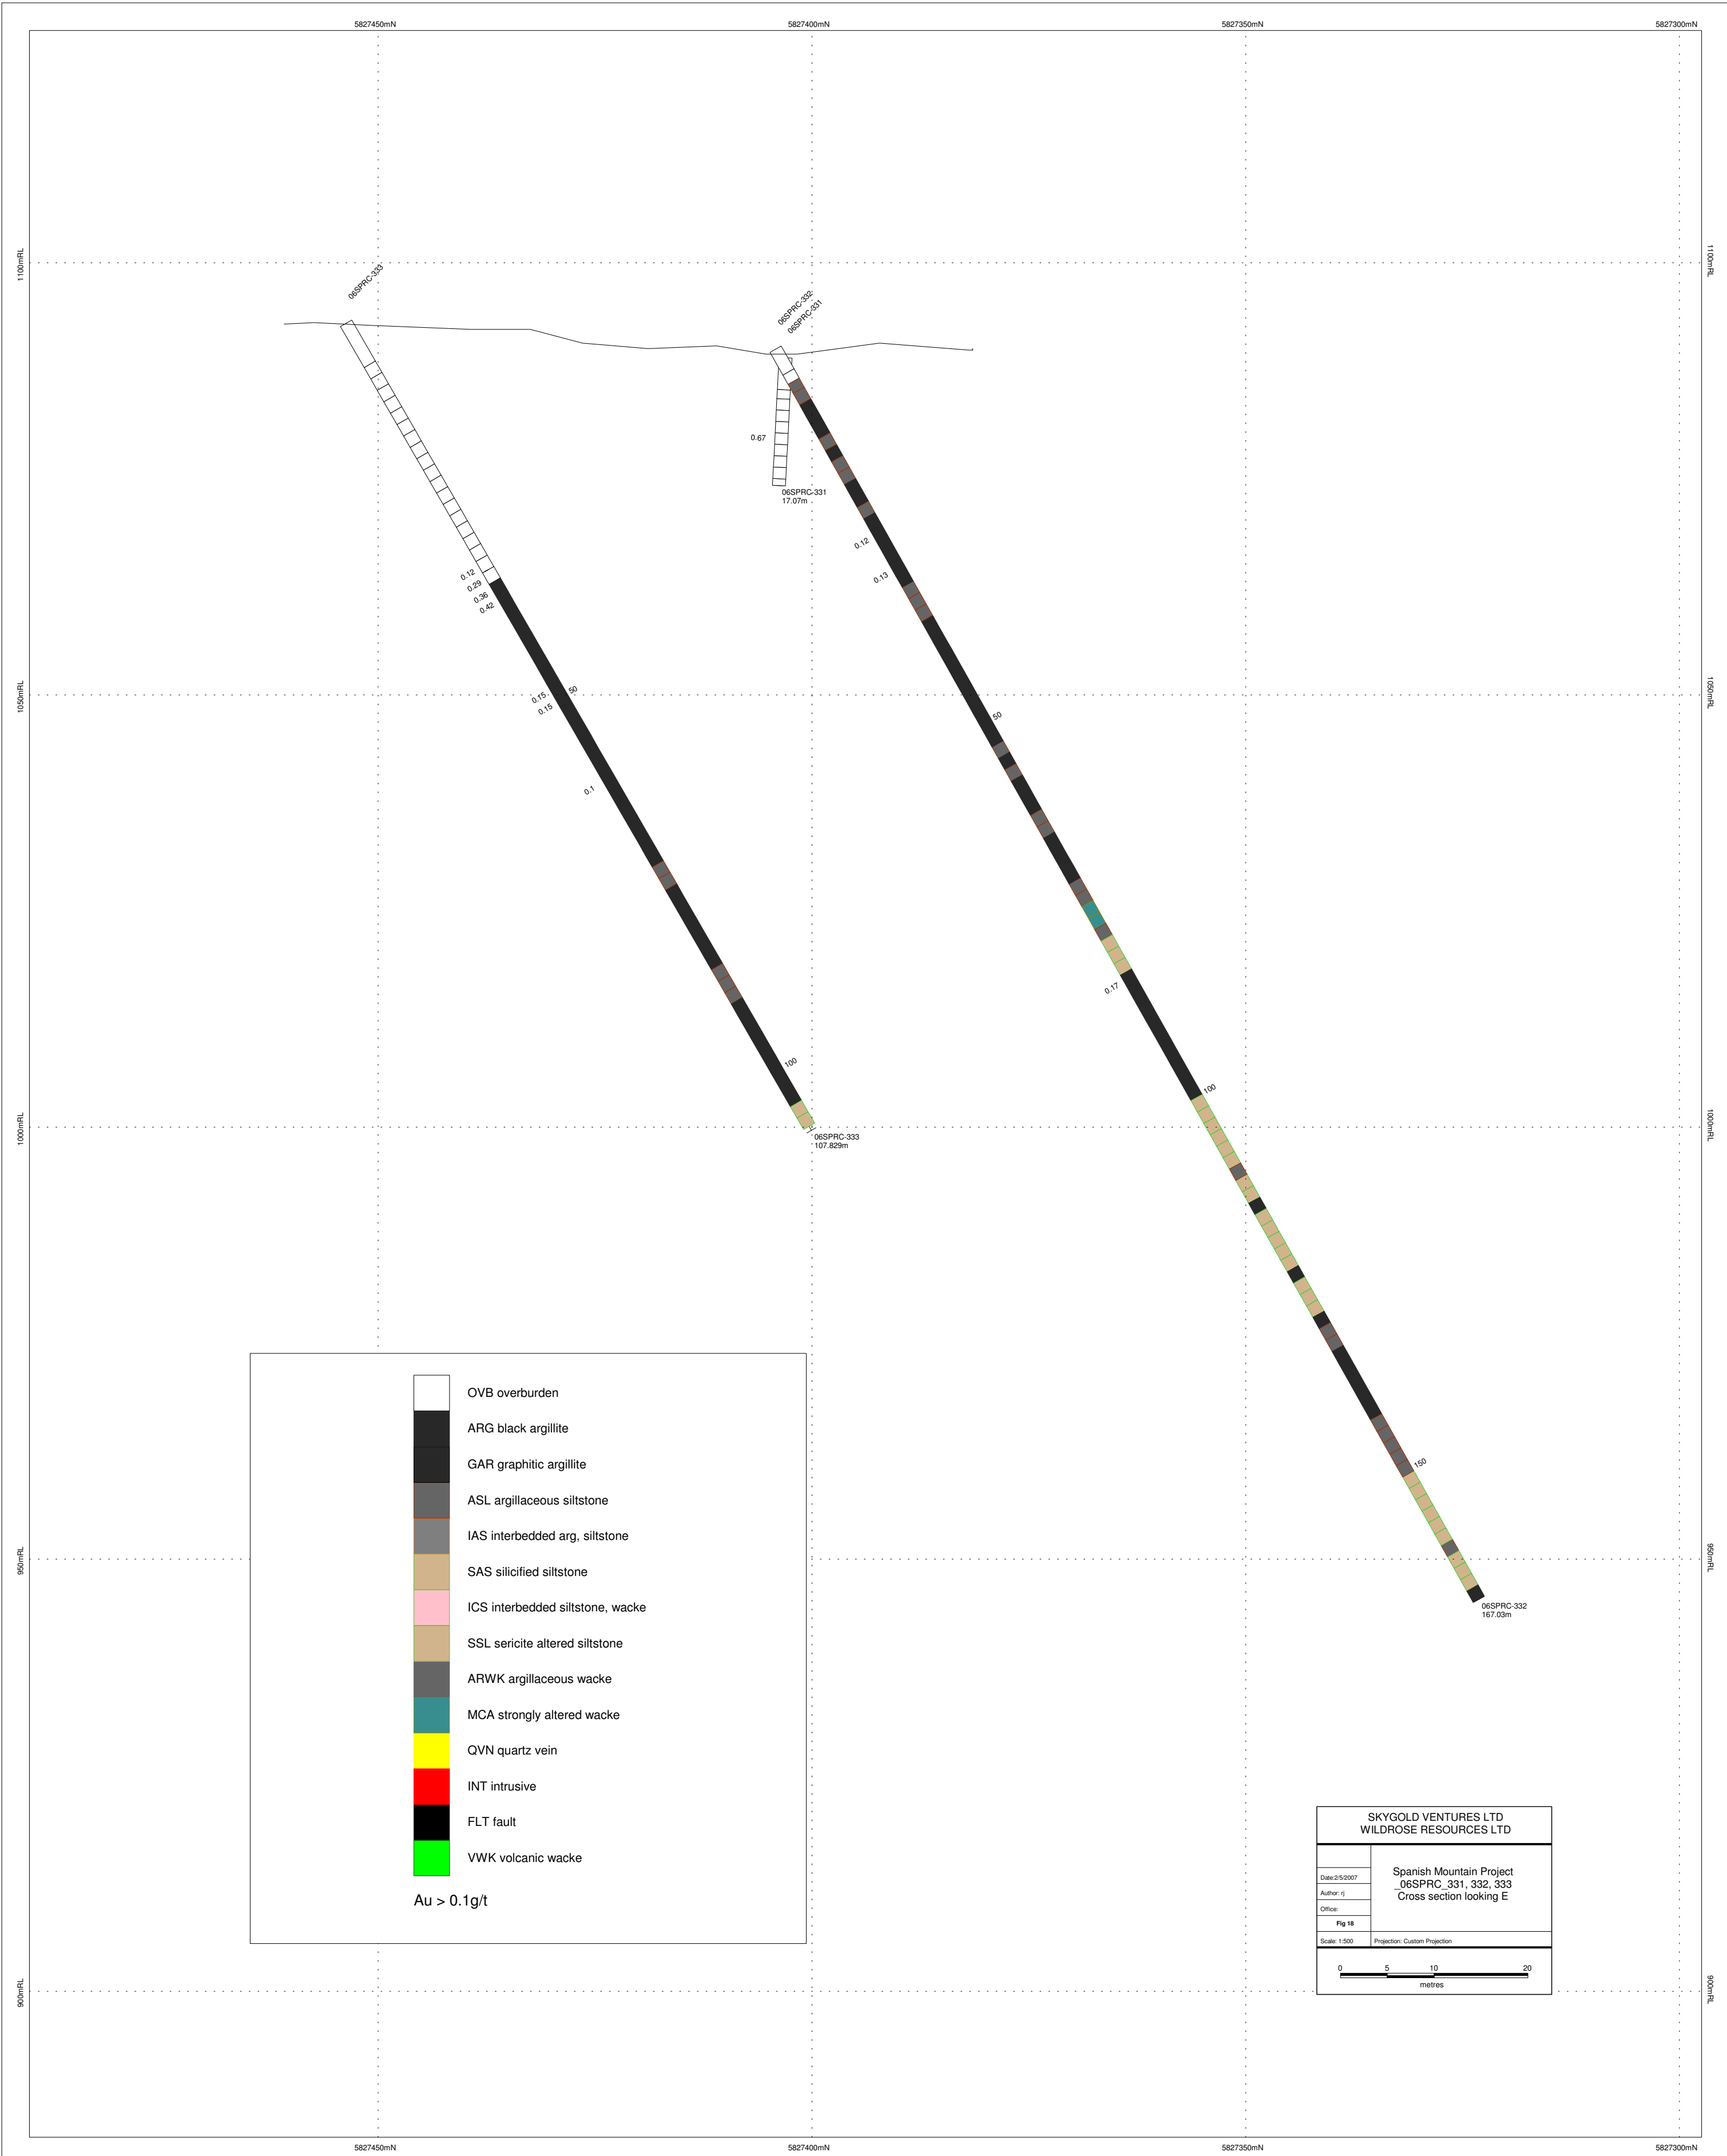 5827450mN
5827400mN
5827350mN
5827300mN
1100mRL
1100mRL
06SPRC-333
06SPRC-332
06SPRC-331
0.67
06SPRC-331
17.07m
0.12
0.13
0.12
0.29
0.36
0.42
1050mRL
1050mRL
0.15
0.15
50
50
0.1
0.17
100
100
1000mRL
1000mRL
06SPRC-333
107.829m
150
950mRL
950mRL
06SPRC-332
167.03m
OVB overburden
ARG black argillite
GAR graphitic argillite
ASL argillaceous siltstone
IAS interbedded arg, siltstone
SAS silicified siltstone
ICS interbedded siltstone, wacke
SSL sericite altered siltstone
ARWK argillaceous wacke
MCA strongly altered wacke
QVN quartz vein
INT intrusive
FLT fault
VWK volcanic wacke
Au > 0.1g/t
SKYGOLD VENTURES LTD
WILDROSE RESOURCES LTD
Date:2/5/2007
Author: rj
Office:
Fig 18
Spanish Mountain Project
_06SPRC_331, 332, 333
Cross section looking E
Scale: 1:500
Projection: Custom Projection
0 5 10 20
metres
900mRL
900mRL
5827450mN
5827400mN
5827350mN
5827300mN